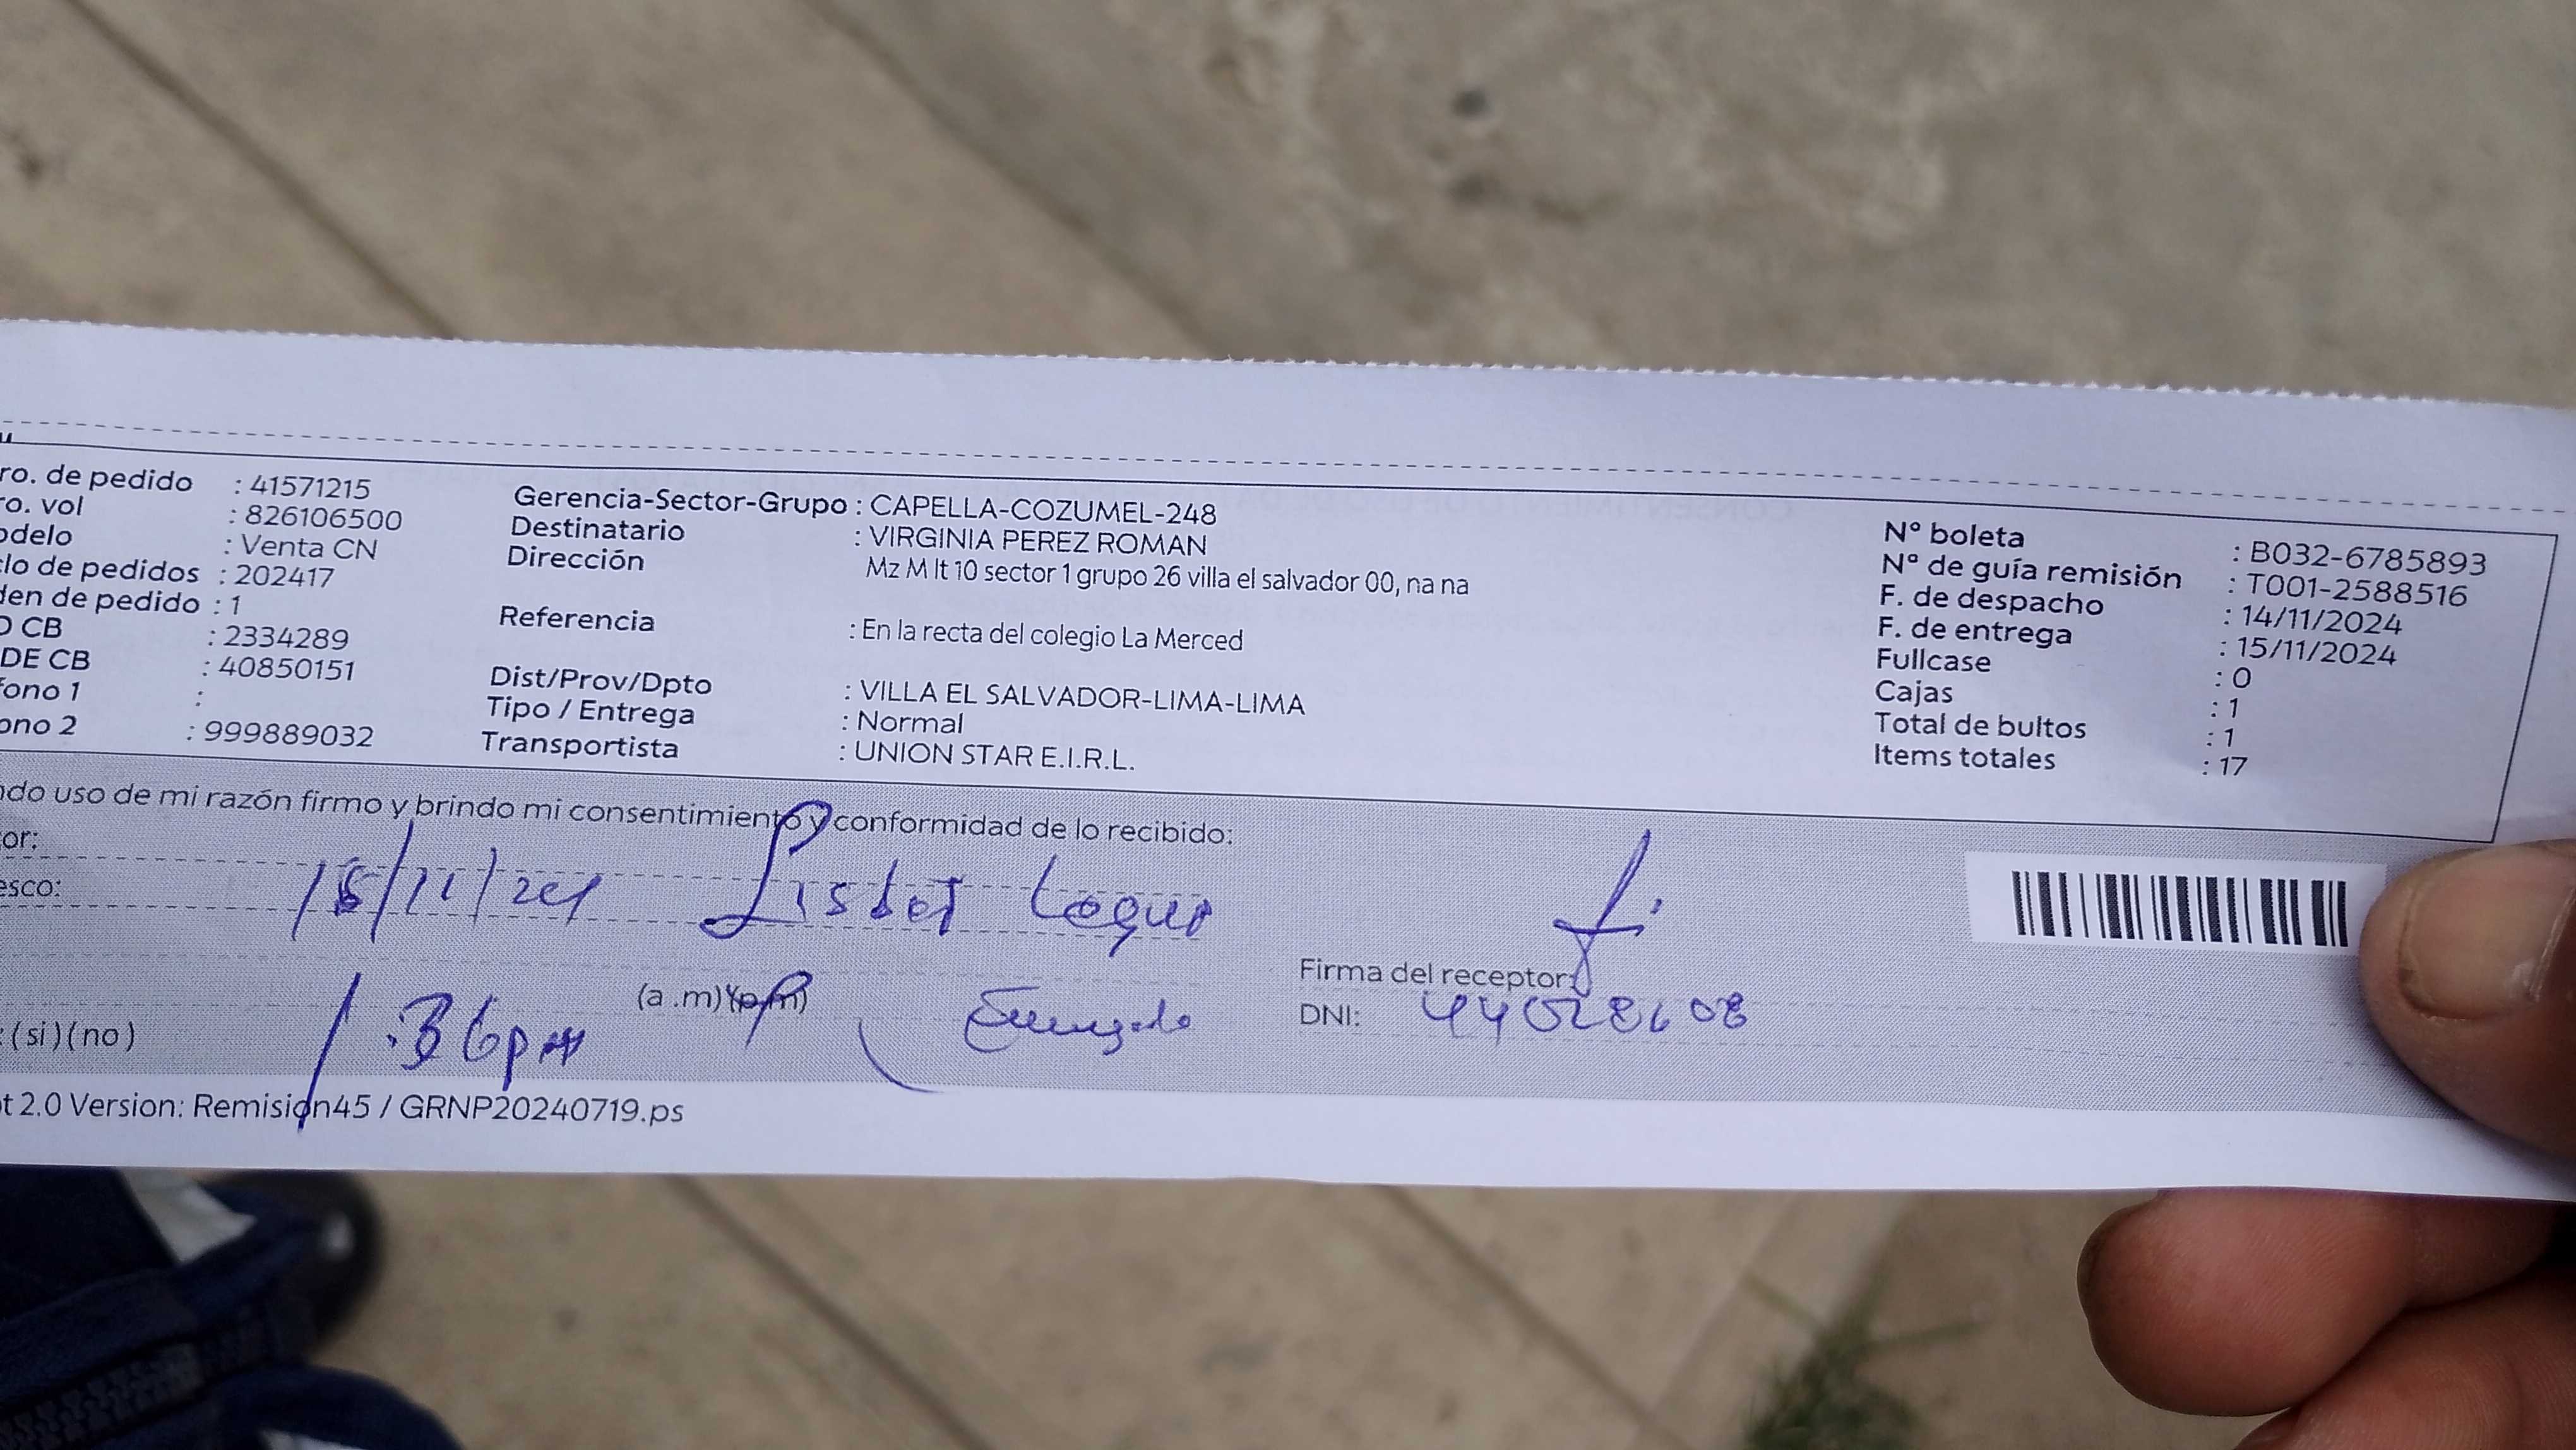 ro. de pedido : 41571215
ro. vol : 826106500
odelo : Venta CN
lo de pedidos : 202417
den de pedido : 1
O CB : 2334289
DE CB : 40850151
fono 1 :
ono 2 : 999889032
Gerencia-Sector-Grupo : CAPELLA-COZUMEL-248
Destinatario : VIRGINIA PEREZ ROMAN
Dirección Mz M lt 10 sector 1 grupo 26 villa el salvador 00, na na
Referencia : En la recta del colegio La Merced
Dist/Prov/Dpto : VILLA EL SALVADOR-LIMA-LIMA
Tipo / Entrega : Normal
Transportista : UNION STAR E.I.R.L.
N° boleta : B032-6785893
N° de guía remisión : T001-2588516
F. de despacho : 14/11/2024
F. de entrega : 15/11/2024
Fullcase : 0
Cajas : 1
Total de bultos : 1
Items totales : 17
ndo uso de mi razón firmo y brindo mi consentimiento y conformidad de lo recibido:
or:
esco: 15/11/24 Lisbet
1:36pm (a .m) (p.m)
Firma del receptor:
DNI: 44028608
: (si) (no)
t 2.0 Version: Remision45 / GRNP20240719.ps